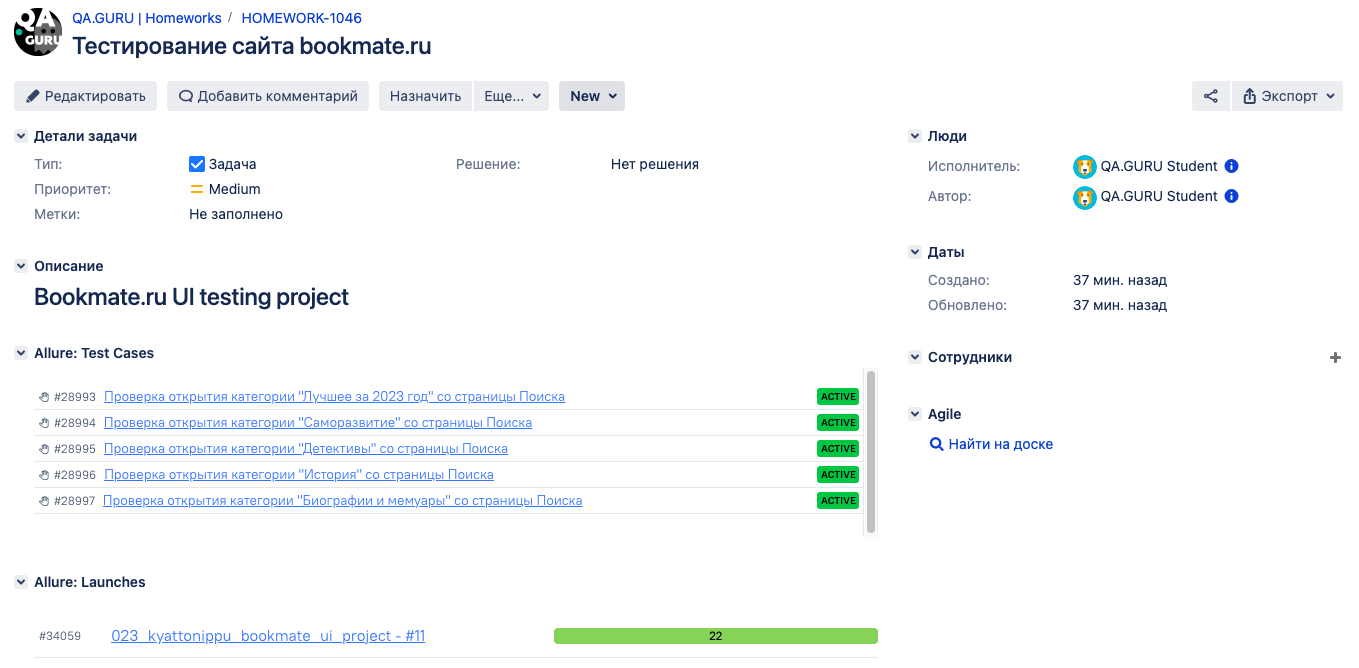 QA
GURU
QA.GURU | Homeworks / HOMEWORK-1046
Тестирование сайта bookmate.ru
Редактировать
Добавить комментарий
Назначить
Еще...
New
Экспорт
Детали задачи
Тип: Задача
Решение: Нет решения
Приоритет: Medium
Метки: Не заполнено
Описание
Bookmate.ru UI testing project
Allure: Test Cases
#28993 Проверка открытия категории "Лучшее за 2023 год" со страницы Поиска ACTIVE
#28994 Проверка открытия категории "Саморазвитие" со страницы Поиска ACTIVE
#28995 Проверка открытия категории "Детективы" со страницы Поиска ACTIVE
#28996 Проверка открытия категории "История" со страницы Поиска ACTIVE
#28997 Проверка открытия категории "Биографии и мемуары" со страницы Поиска ACTIVE
Allure: Launches
#34059 023_kyattonippu_bookmate_ui_project - #11 22
Люди
Исполнитель: QA.GURU Student
Автор: QA.GURU Student
Даты
Создано: 37 мин. назад
Обновлено: 37 мин. назад
Сотрудники
Agile
Найти на доске